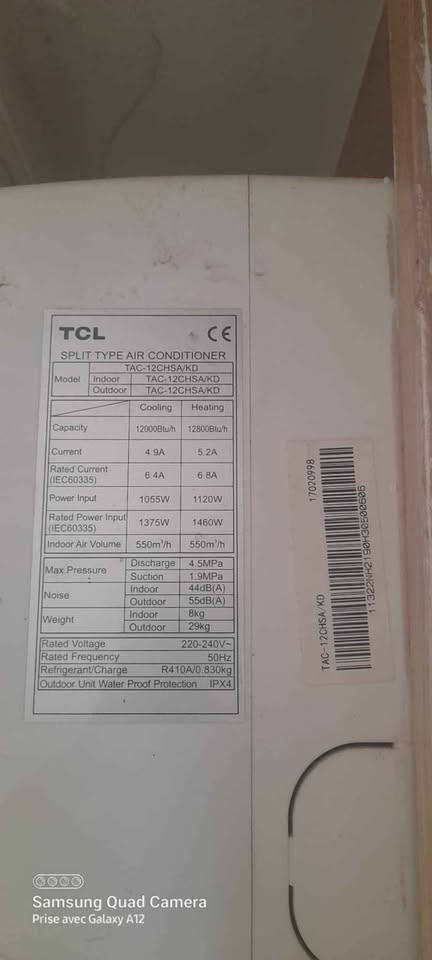 TCL CE
SPLIT TYPE AIR CONDITIONER
Model TAC-12CHSA/KD
Indoor TAC-12CHSA/KD
Outdoor TAC-12CHSA/KD
Cooling Heating
Capacity 12000Btu/h 12800Btu/h
Current 4.9A 5.2A
Rated Current (IEC60335) 6.4A 6.8A
Power Input 1055W 1120W
Rated Power Input (IEC60335) 1375W 1460W
Indoor Air Volume 550m³/h 550m³/h
Max.Pressure Discharge 4.5MPa
Suction 1.9MPa
Noise Indoor 44dB(A)
Outdoor 55dB(A)
Weight Indoor 8kg
Outdoor 29kg
Rated Voltage 220-240V~
Rated Frequency 50Hz
Refrigerant/Charge R410A/0.830kg
Outdoor Unit Water Proof Protection IPX4
TAC-12CHSA/KD
17020998
11322NH2190H30500606
Samsung Quad Camera
Prise avec Galaxy A12